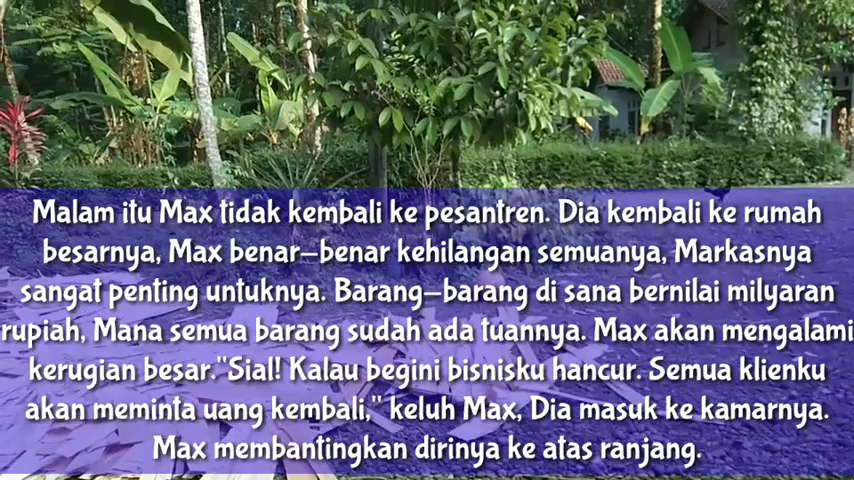 Malam itu Max tidak kembali ke pesantren. Dia kembali ke rumah
besarnya, Max benar-benar kehilangan semuanya, Markasnya
sangat penting untuknya. Barang-barang di sana bernilai milyaran
rupiah, Mana semua barang sudah ada tuannya. Max akan mengalami
kerugian besar."Sial! Kalau begini bisnisku hancur. Semua klienku
akan meminta uang kembali," keluh Max, Dia masuk ke kamarnya.
Max membantingkan dirinya ke atas ranjang.